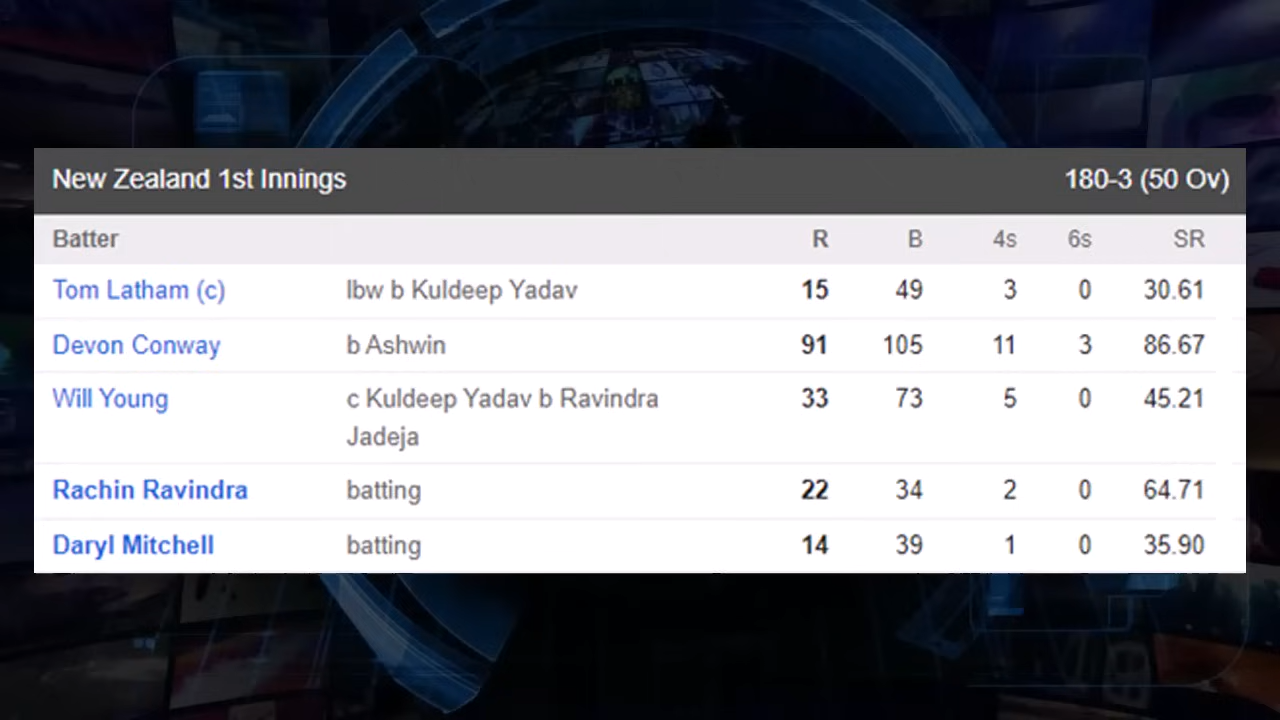 New Zealand 1st Innings 180-3 (50 Ov)
Batter R B 4s 6s SR
Tom Latham (c) lbw b Kuldeep Yadav 15 49 3 0 30.61
Devon Conway b Ashwin 91 105 11 3 86.67
Will Young c Kuldeep Yadav b Ravindra 33 73 5 0 45.21
Jadeja
Rachin Ravindra batting 22 34 2 0 64.71
Daryl Mitchell batting 14 39 1 0 35.90